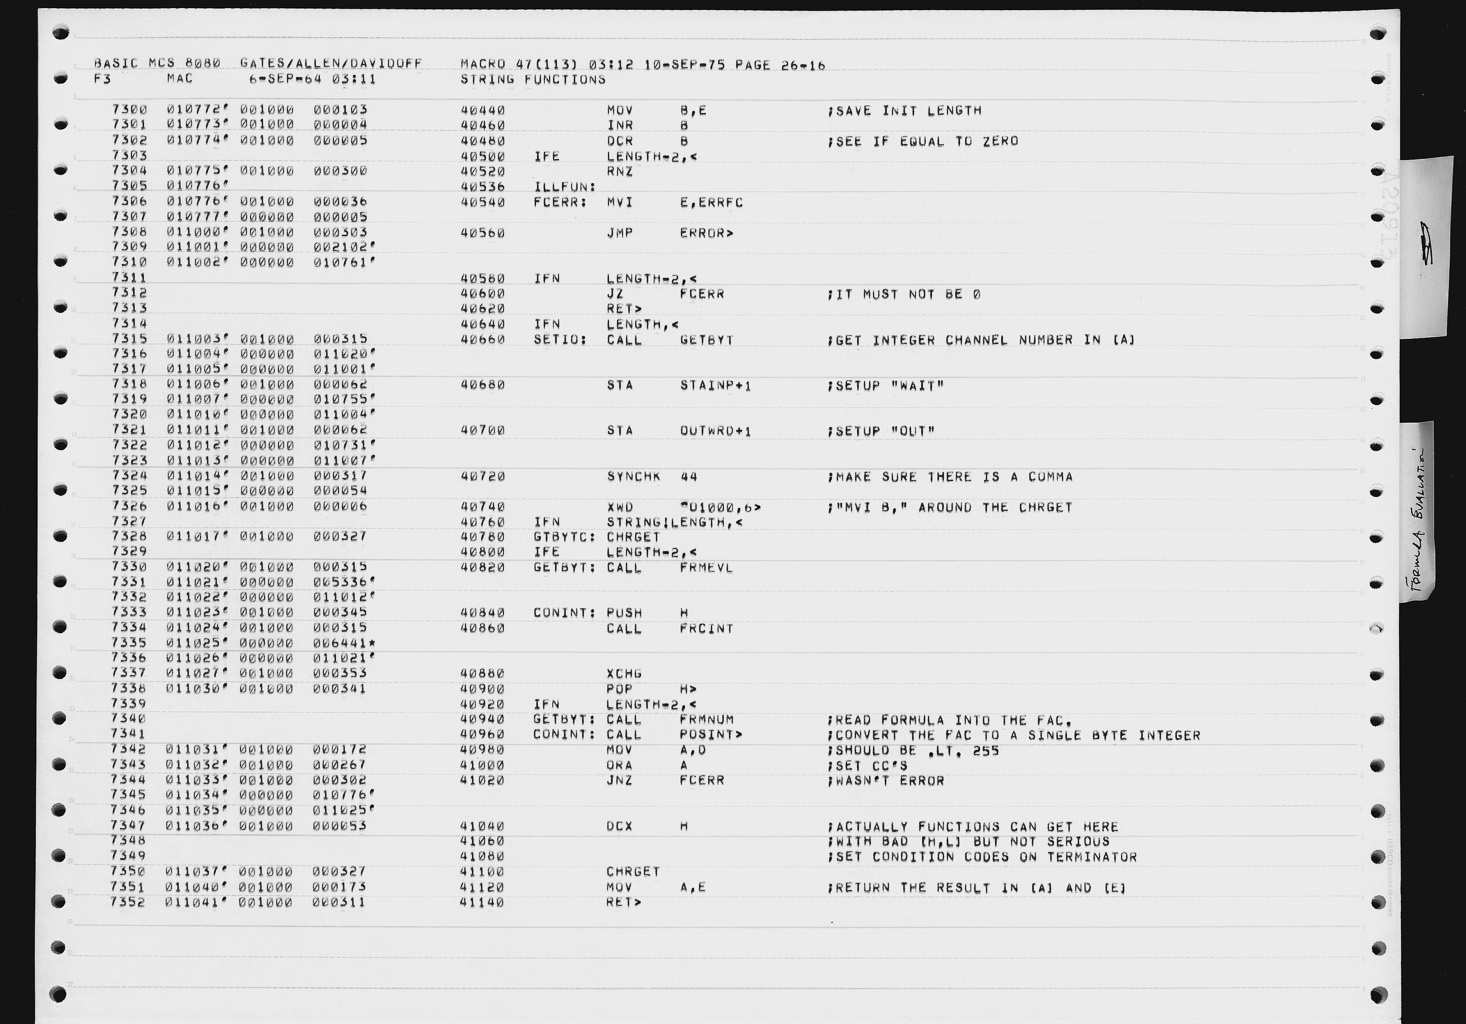 BASIC MCS 8080 GATES/ALLEN/DAVIDOFF MACRO 47(113) 03:12 10-SEP-75 PAGE 26-16
F3 MAC 6-SEP-64 03:11 STRING FUNCTIONS
7300 010772' 001000 000103 40440 MOV B,E ;SAVE INIT LENGTH
7301 010773' 001000 000004 40460 INR B
7302 010774' 001000 000005 40480 DCR B ;SEE IF EQUAL TO ZERO
7303 40500 IFE LENGTH-2,<
7304 010775' 001000 000300 40520 RNZ
7305 010776' 40536 ILLFUN:
7306 010776' 001000 000036 40540 FCERR: MVI E,ERRFC
7307 010777' 000000 000005
7308 011000' 001000 000303 40560 JMP ERROR>
7309 011001' 000000 002102'
7310 011002' 000000 010761'
7311 40580 IFN LENGTH-2,<
7312 40600 JZ FCERR ;IT MUST NOT BE 0
7313 40620 RET>
7314 40640 IFN LENGTH,<
7315 011003' 001000 000315 40660 SETIO: CALL GETBYT ;GET INTEGER CHANNEL NUMBER IN [A]
7316 011004' 000000 011020'
7317 011005' 000000 011001'
7318 011006' 001000 000062 40680 STA STAINP+1 ;SETUP "WAIT"
7319 011007' 000000 010755'
7320 011010' 000000 011004'
7321 011011' 001000 000062 40700 STA OUTWRD+1 ;SETUP "OUT"
7322 011012' 000000 010731'
7323 011013' 000000 011007'
7324 011014' 001000 000317 40720 SYNCHK 44 ;MAKE SURE THERE IS A COMMA
7325 011015' 000000 000054
7326 011016' 001000 000006 40740 XWD ^O1000,6> ;"MVI B," AROUND THE CHRGET
7327 40760 IFN STRING!LENGTH,<
7328 011017' 001000 000327 40780 GTBYTC: CHRGET
7329 40800 IFE LENGTH-2,<
7330 011020' 001000 000315 40820 GETBYT: CALL FRMEVL
7331 011021' 000000 005336'
7332 011022' 000000 011012'
7333 011023' 001000 000345 40840 CONINT: PUSH H
7334 011024' 001000 000315 40860 CALL FRCINT
7335 011025' 000000 006441*
7336 011026' 000000 011021'
7337 011027' 001000 000353 40880 XCHG
7338 011030' 001000 000341 40900 POP H>
7339 40920 IFN LENGTH-2,<
7340 40940 GETBYT: CALL FRMNUM ;READ FORMULA INTO THE FAC.
7341 40960 CONINT: CALL POSINT> ;CONVERT THE FAC TO A SINGLE BYTE INTEGER
7342 011031' 001000 000172 40980 MOV A,D ;SHOULD BE .LT. 255
7343 011032' 001000 000267 41000 ORA A ;SET CC'S
7344 011033' 001000 000302 41020 JNZ FCERR ;WASN'T ERROR
7345 011034' 000000 010776'
7346 011035' 000000 011025'
7347 011036' 001000 000053 41040 DCX H ;ACTUALLY FUNCTIONS CAN GET HERE
7348 41060 ;WITH BAD [H,L] BUT NOT SERIOUS
7349 41080 ;SET CONDITION CODES ON TERMINATOR
7350 011037' 001000 000327 41100 CHRGET
7351 011040' 001000 000173 41120 MOV A,E ;RETURN THE RESULT IN [A] AND [E]
7352 011041' 001000 000311 41140 RET>
FORMULA EVALUATION